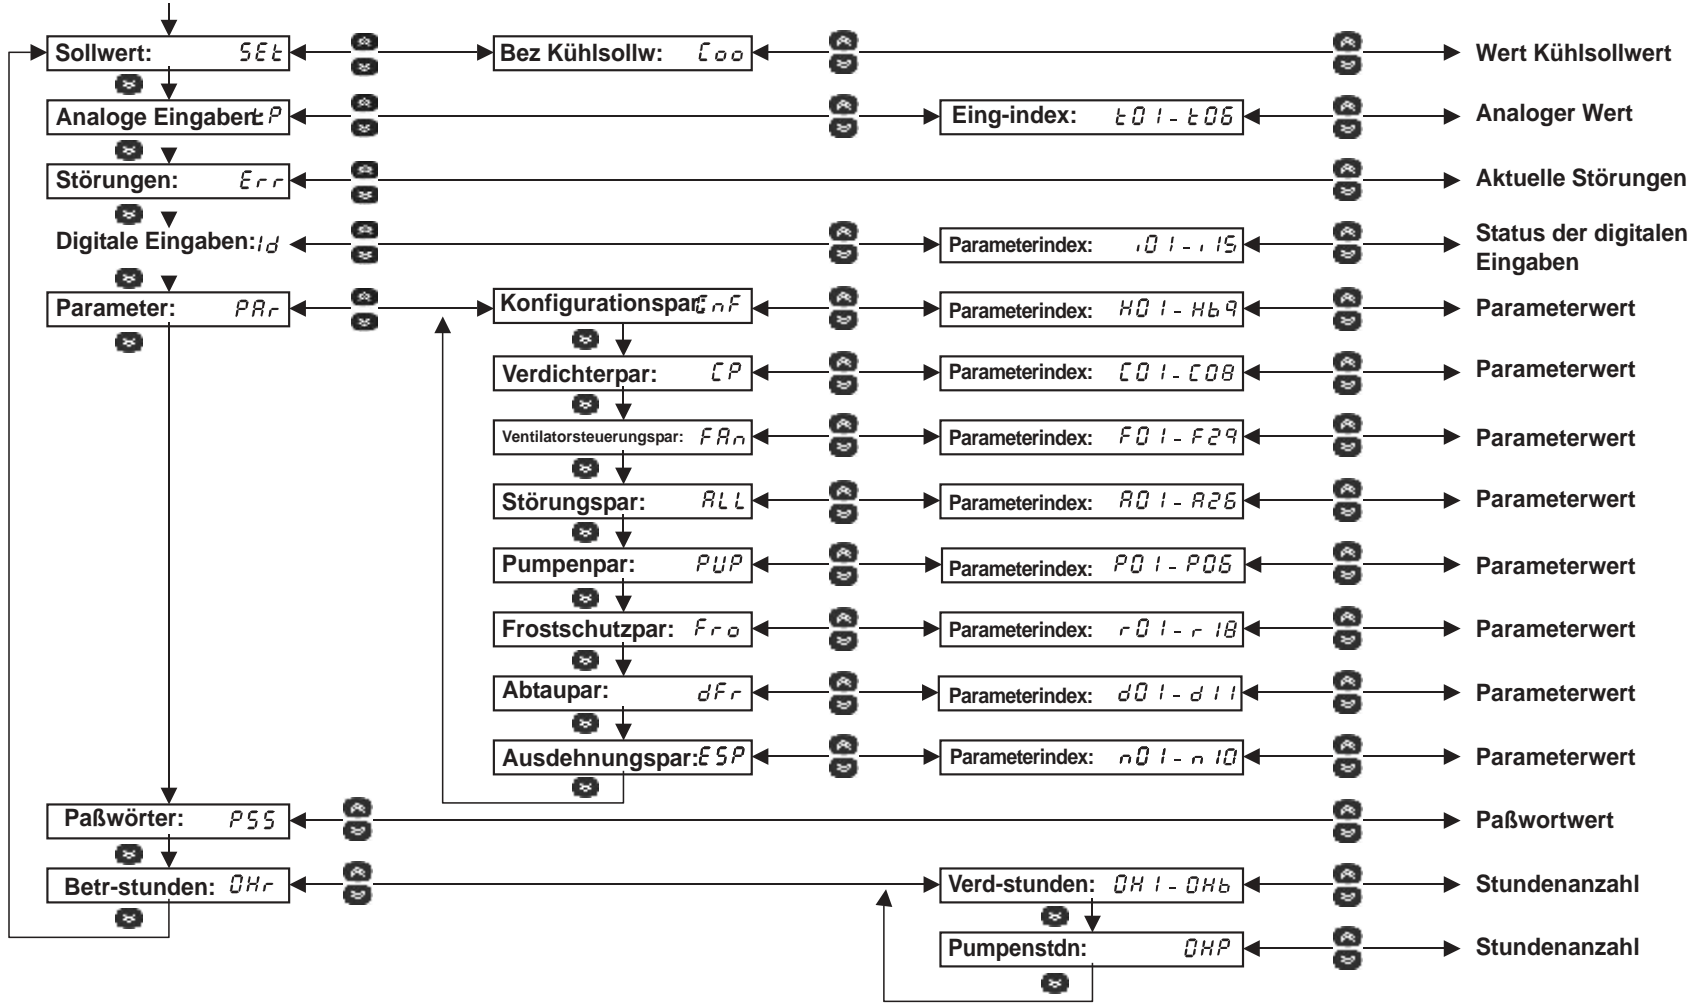 Sollwert: SEt Bez Kühlsollw: Coo Wert Kühlsollwert
Analoge Eingaben: tP Eing-index: t01-t06 Analoger Wert
Störungen: Err Aktuelle Störungen
Digitale Eingaben: Id Parameterindex: i01-i15 Status der digitalen
Eingaben
Parameter: PAr Konfigurationspar: CnF Parameterindex: H01-Hb9 Parameterwert
Verdichterpar: CP Parameterindex: C01-C08 Parameterwert
Ventilatorsteuerungspar: FAn Parameterindex: F01-F29 Parameterwert
Störungspar: ALL Parameterindex: A01-A26 Parameterwert
Pumpenpar: PUP Parameterindex: P01-P06 Parameterwert
Frostschutzpar: Fro Parameterindex: r01-r18 Parameterwert
Abtaupar: dFr Parameterindex: d01-d11 Parameterwert
Ausdehnungspar: ESP Parameterindex: n01-n10 Parameterwert
Paßwörter: PSS Paßwortwert
Betr-stunden: OHr Verd-stunden: OH1-OHb Stundenanzahl
Pumpenstdn: OHP Stundenanzahl